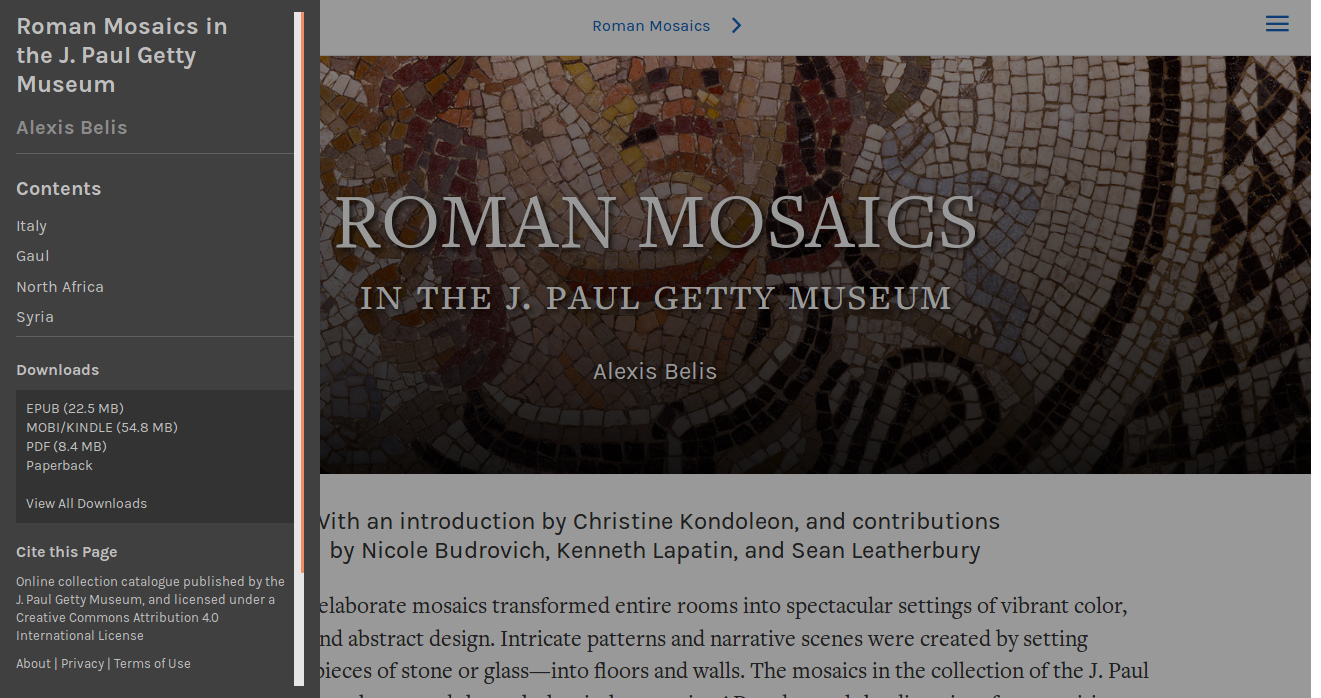 Roman Mosaics in
the J. Paul Getty
Museum
Alexis Belis
Contents
Italy
Gaul
North Africa
Syria
Downloads
EPUB (22.5 MB)
MOBI/KINDLE (54.8 MB)
PDF (8.4 MB)
Paperback
View All Downloads
Cite this Page
Online collection catalogue published by the
J. Paul Getty Museum, and licensed under a
Creative Commons Attribution 4.0
International License
About | Privacy | Terms of Use
Roman Mosaics
ROMAN MOSAICS
IN THE J. PAUL GETTY MUSEUM
Alexis Belis
With an introduction by Christine Kondoleon, and contributions
by Nicole Budrovich, Kenneth Lapatin, and Sean Leatherbury
elaborate mosaics transformed entire rooms into spectacular settings of vibrant color,
nd abstract design. Intricate patterns and narrative scenes were created by setting
pieces of stone or glass—into floors and walls. The mosaics in the collection of the J. Paul